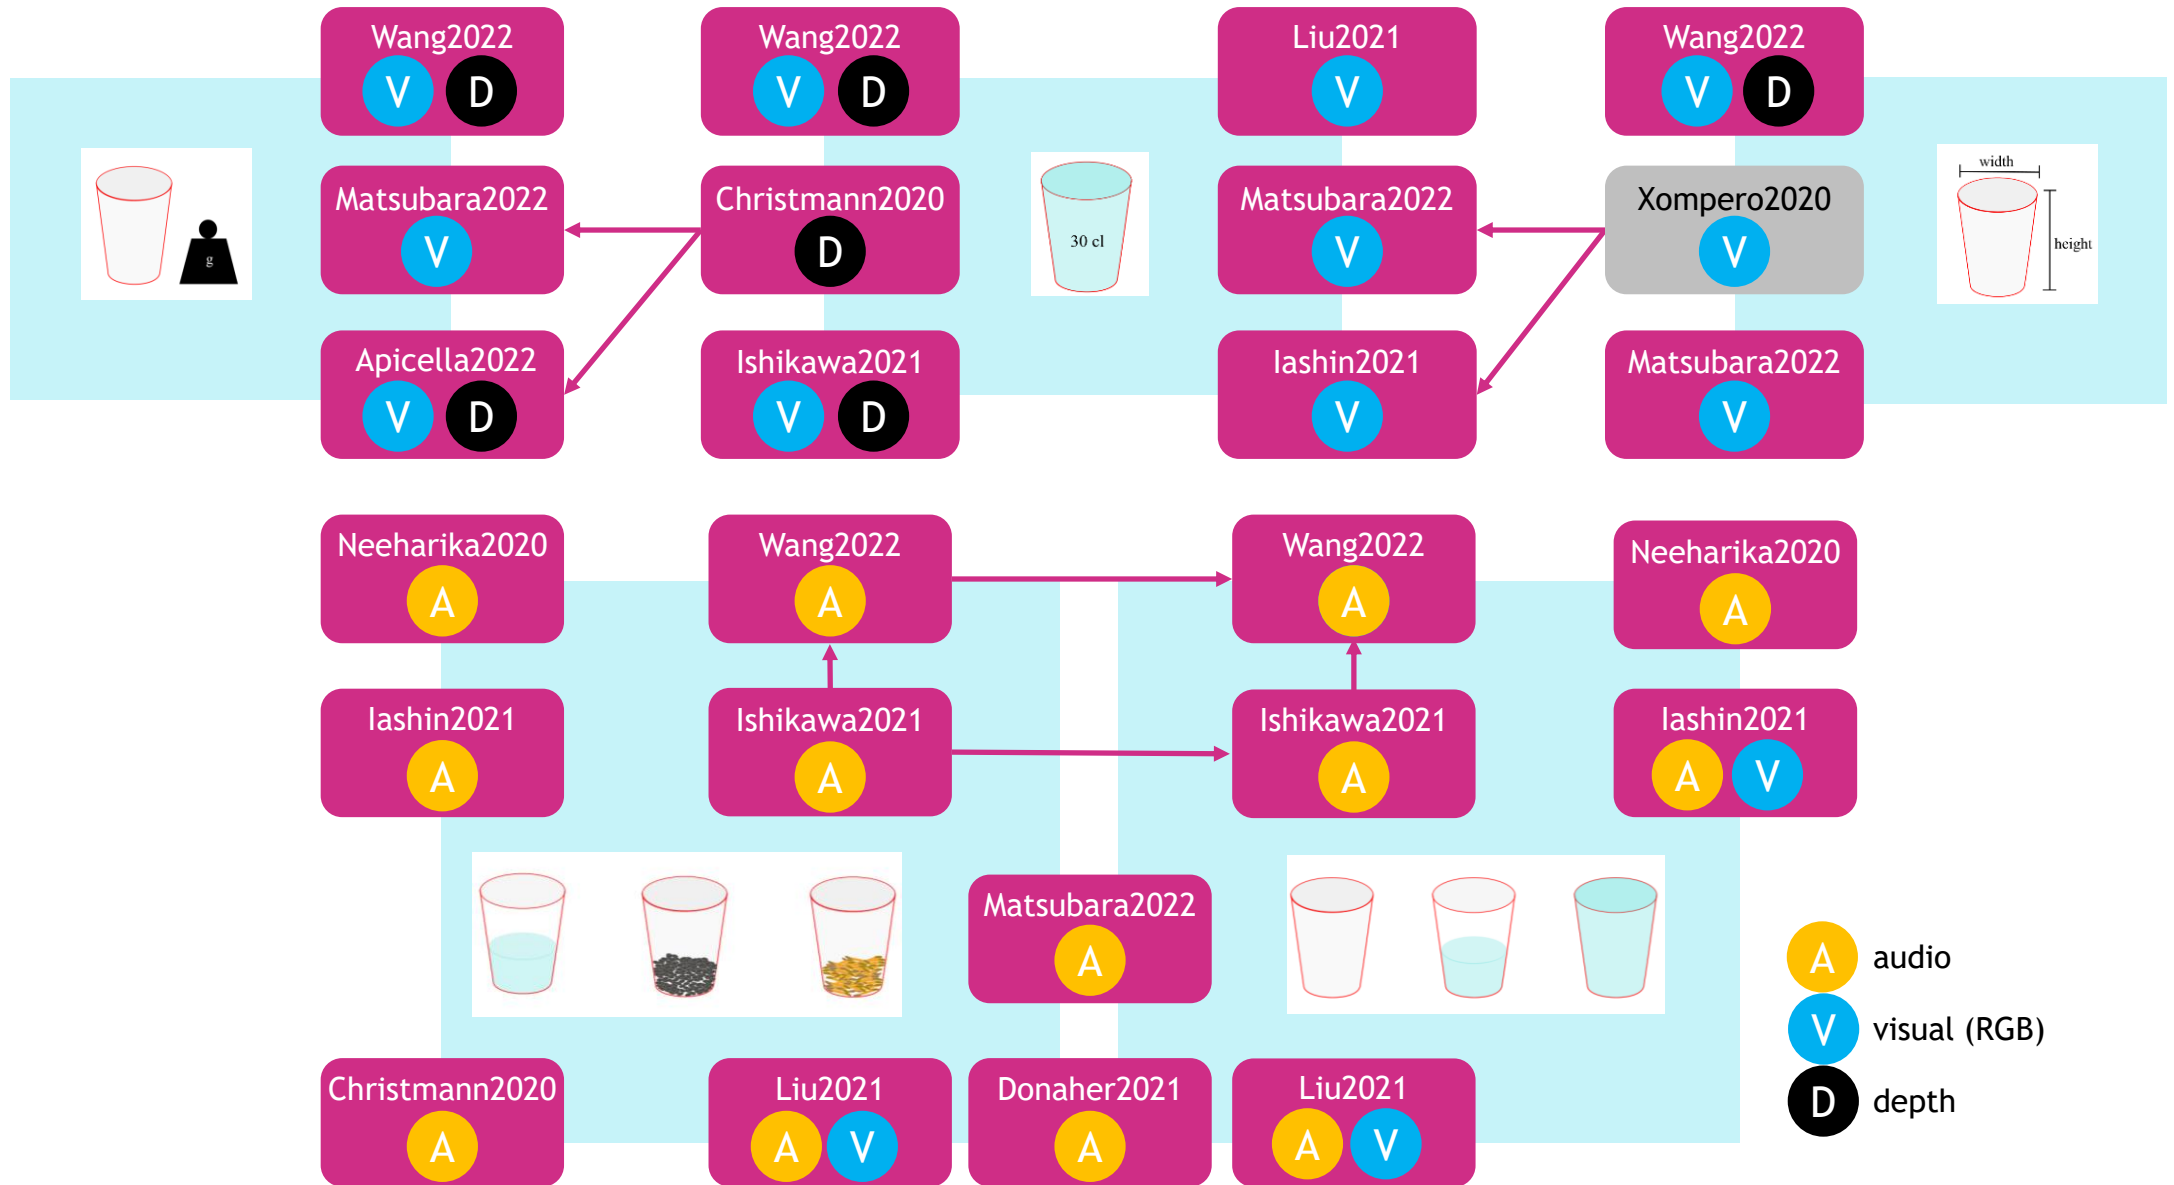 Wang2022
V D
Wang2022
V D
Liu2021
V
Wang2022
V D
Matsubara2022
V
Christmann2020
D
Matsubara2022
V
Xompero2020
V
width
height
g
30 cl
Apicella2022
V D
Ishikawa2021
V D
Iashin2021
V
Matsubara2022
V
Neeharika2020
A
Wang2022
A
Wang2022
A
Neeharika2020
A
Iashin2021
A
Ishikawa2021
A
Ishikawa2021
A
Iashin2021
A V
Matsubara2022
A
Christmann2020
A
Liu2021
A V
Donaher2021
A
Liu2021
A V
A audio
V visual (RGB)
D depth